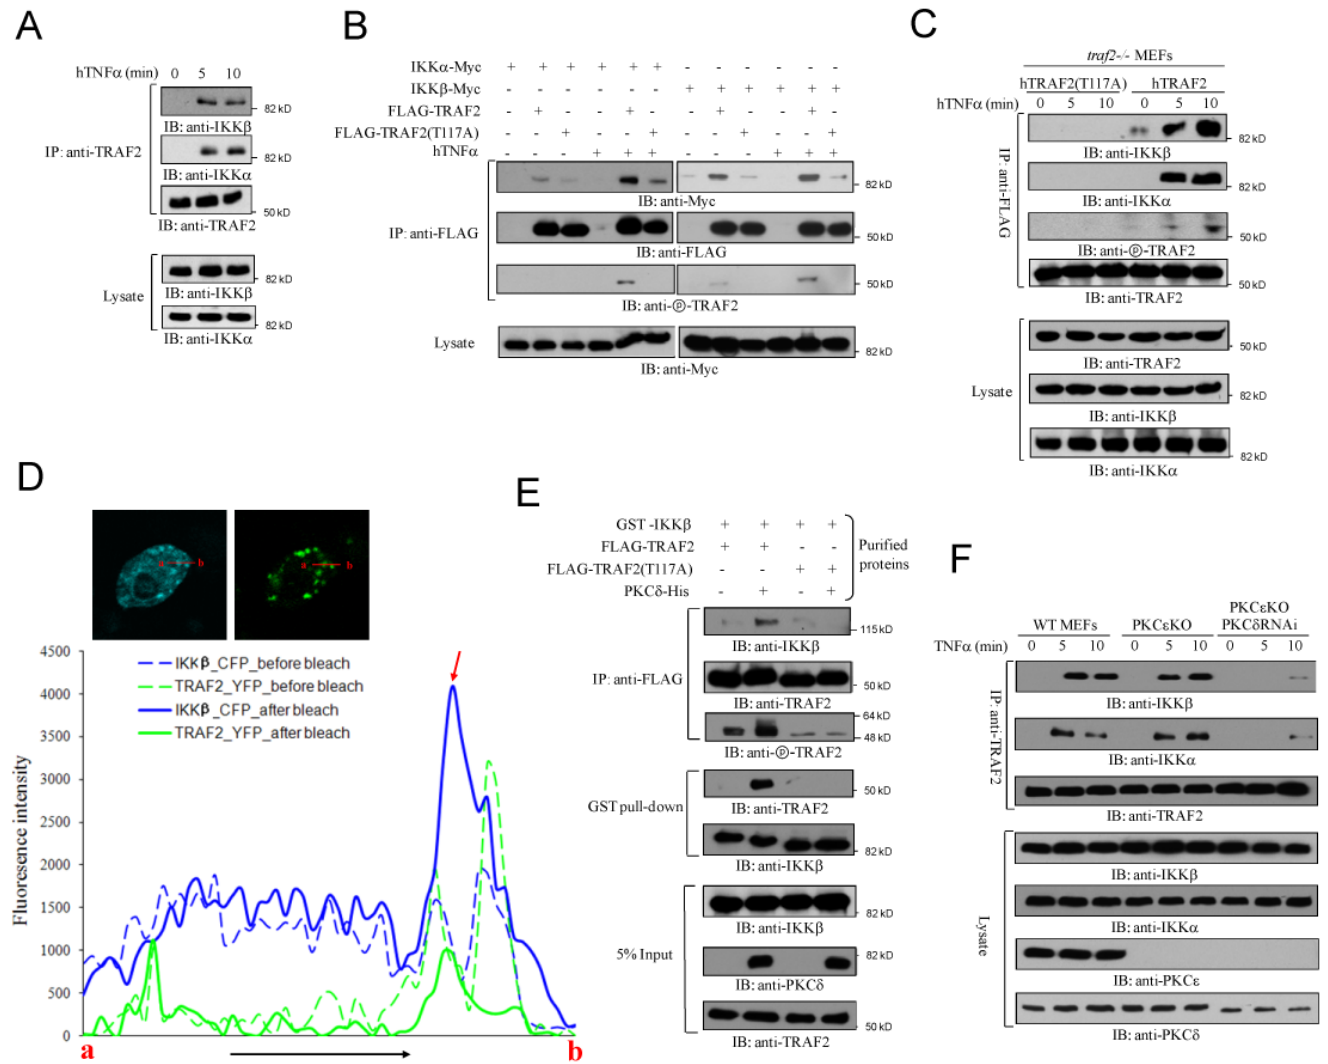 A
hTNFα (min) 0 5 10
82 kD
IB: anti-IKKβ
IP: anti-TRAF2
82 kD
IB: anti-IKKα
50 kD
IB: anti-TRAF2
82 kD
IB: anti-IKKβ
Lysate
82 kD
IB: anti-IKKα
B
IKKα-Myc + + + + + + - - - - - -
IKKβ-Myc - - - - - - + + + + + +
FLAG-TRAF2 - + - - + - - + - - + -
FLAG-TRAF2(T117A) - - + - - + - - + - - +
hTNFα - - - + + + - - - + + +
82 kD
IB: anti-Myc
IP: anti-FLAG
50 kD
IB: anti-FLAG
50 kD
IB: anti-ⓟ-TRAF2
Lysate
82 kD
IB: anti-Myc
C
traf2-/- MEFs
hTRAF2(T117A) hTRAF2
hTNFα (min) 0 5 10 0 5 10
82 kD
IB: anti-IKKβ
IP: anti-FLAG
82 kD
IB: anti-IKKα
50 kD
IB: anti-ⓟ-TRAF2
50 kD
IB: anti-TRAF2
50 kD
IB: anti-TRAF2
Lysate
82 kD
IB: anti-IKKβ
82 kD
IB: anti-IKKα
D
a b
a b
4500
4000
3500
3000
2500
2000
1500
1000
500
0
Fluoresence intensity
IKKβ_CFP_before bleach
TRAF2_YFP_before bleach
IKKβ_CFP_after bleach
TRAF2_YFP_after bleach
a b
E
GST -IKKβ + + + +
FLAG-TRAF2 + + - -
FLAG-TRAF2(T117A) - - + +
PKCδ-His - + - +
Purified
proteins
115 kD
IB: anti-IKKβ
IP: anti-FLAG
50 kD
IB: anti-TRAF2
64 kD
48 kD
IB: anti-ⓟ-TRAF2
50 kD
GST pull-down
IB: anti-TRAF2
82 kD
IB: anti-IKKβ
82 kD
IB: anti-IKKβ
5% Input
82 kD
IB: anti-PKCδ
50 kD
IB: anti-TRAF2
F
WT MEFs PKCεKO PKCεKO
PKCδRNAi
TNFα (min) 0 5 10 0 5 10 0 5 10
IP: anti-TRAF2
IB: anti-IKKβ
IB: anti-IKKα
IB: anti-TRAF2
Lysate
IB: anti-IKKβ
IB: anti-IKKα
IB: anti-PKCε
IB: anti-PKCδ